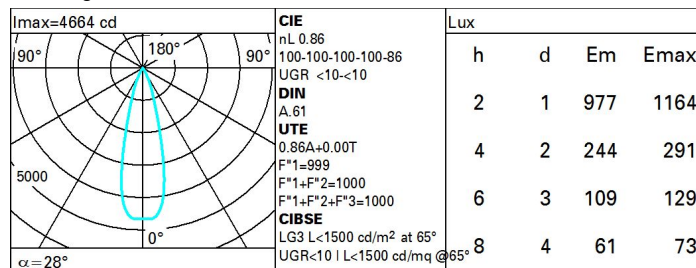 Imax=4664 cd
90°
180°
90°
5000
0°
α=28°
CIE
nL 0.86
100-100-100-100-86
UGR <10-<10
DIN
A.61
UTE
0.86A+0.00T
F"1=999
F"1+F"2=1000
F"1+F"2+F"3=1000
CIBSE
LG3 L<1500 cd/m² at 65°
UGR<10 | L<1500 cd/mq @65°
Lux
h d Em Emax
2 1 977 1164
4 2 244 291
6 3 109 129
8 4 61 73